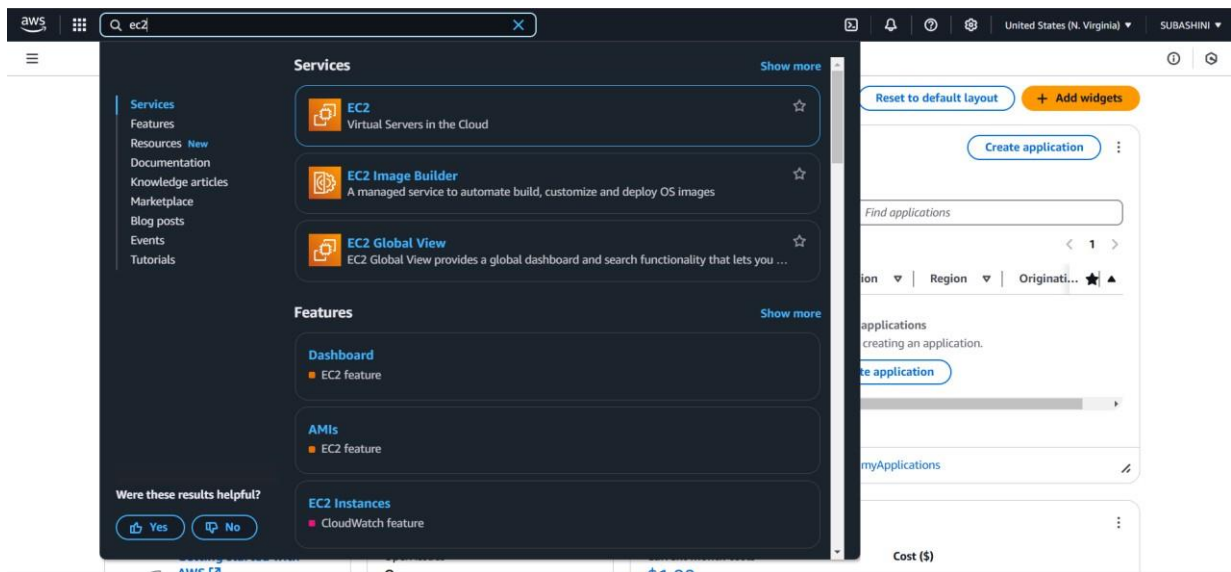 aws
ec2
United States (N. Virginia)
SUBASHINI
Services
Show more
Services
Features
Resources New
Documentation
Knowledge articles
Marketplace
Blog posts
Events
Tutorials
EC2
Virtual Servers in the Cloud
EC2 Image Builder
A managed service to automate build, customize and deploy OS images
EC2 Global View
EC2 Global View provides a global dashboard and search functionality that lets you ...
Features
Show more
Dashboard
EC2 feature
AMIs
EC2 feature
EC2 Instances
CloudWatch feature
Were these results helpful?
Yes
No
Reset to default layout
+ Add widgets
Create application
Find applications
1
ion
Region
Originati...
applications
creating an application.
te application
myApplications
Cost ($)
AWS